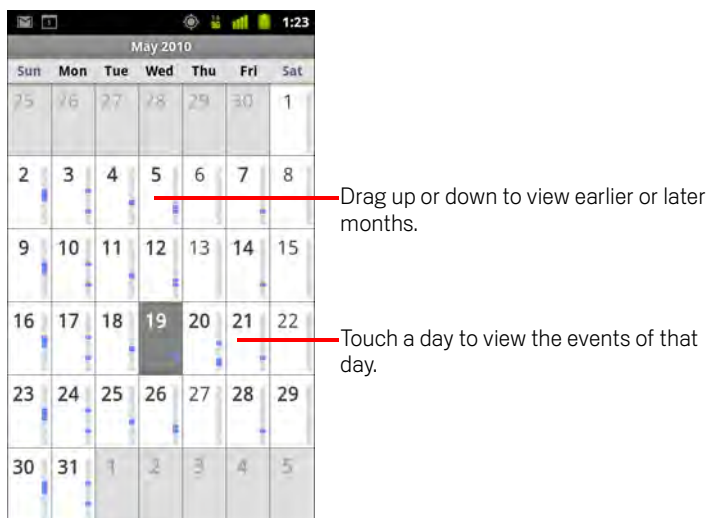 1:23
May 2010
Sun Mon Tue Wed Thu Fri Sat
25 26 27 28 29 30 1
2 3 4 5 6 7 8
Drag up or down to view earlier or later
months.
9 10 11 12 13 14 15
16 17 18 19 20 21 22
Touch a day to view the events of that
day.
23 24 25 26 27 28 29
30 31 1 2 3 4 5